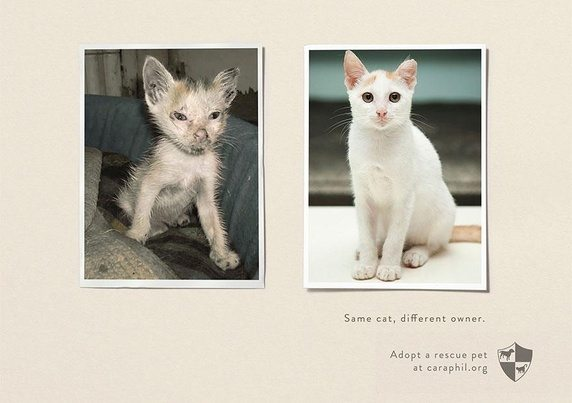 Same cat, different owner.
Adopt a rescue pet
at caraphil.org